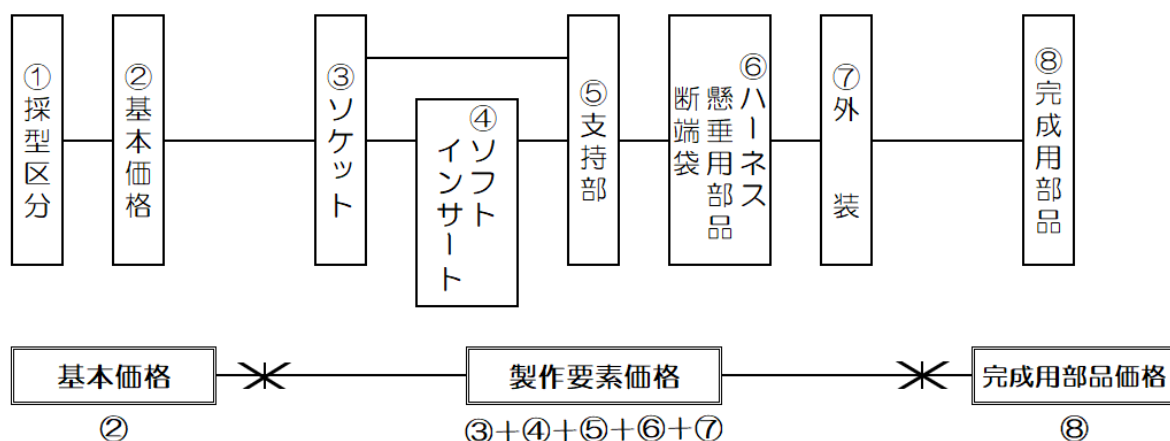 ①採型区分
②基本価格
③ソケット
④ソフト
インサート
⑤支持部
⑥ハーネス
懸垂用部品
断端袋
⑦外装
⑧完成用部品
基本価格
製作要素価格
完成用部品価格
②
③+④+⑤+⑥+⑦
⑧